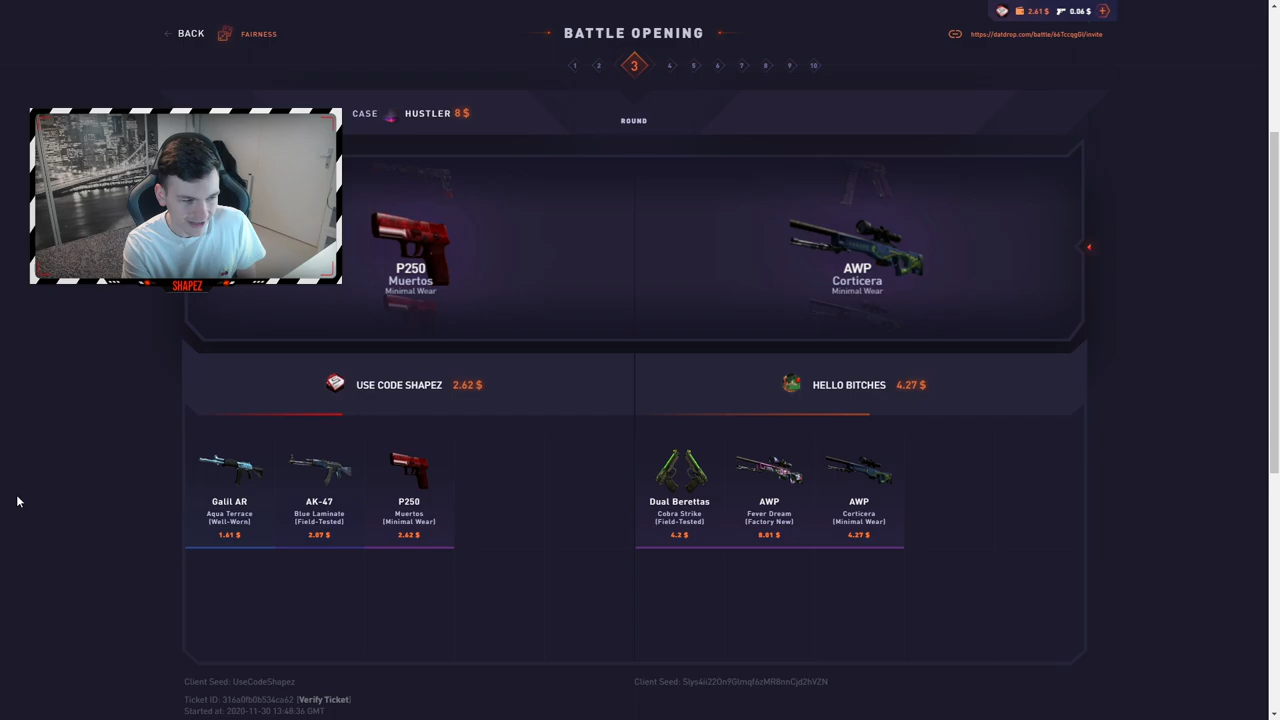 2.61 $ 0.06 $
BACK FAIRNESS
BATTLE OPENING
https://datdrop.com/battle/66TccqgGI/invite
1 2 3 4 5 6 7 8 9 10
CASE HUSTLER 8 $
ROUND
P250
Muertos
Minimal Wear
AWP
Corticera
Minimal Wear
SHAPEZ
USE CODE SHAPEZ 2.62 $
HELLO BITCHES 4.27 $
Galil AR
Aqua Terrace
(Well-Worn)
1.61 $
AK-47
Blue Laminate
(Field-Tested)
2.07 $
P250
Muertos
(Minimal Wear)
2.62 $
Dual Berettas
Cobra Strike
(Field-Tested)
4.2 $
AWP
Fever Dream
(Factory New)
8.01 $
AWP
Corticera
(Minimal Wear)
4.27 $
Client Seed: UseCodeShapez
Client Seed: 5lys4ii22On9Glmqf6zMR8nnCjd2hVZN
Ticket ID: 316a0fb0b534ca62 [Verify Ticket]
Started at: 2020-11-30 13:48:36 GMT